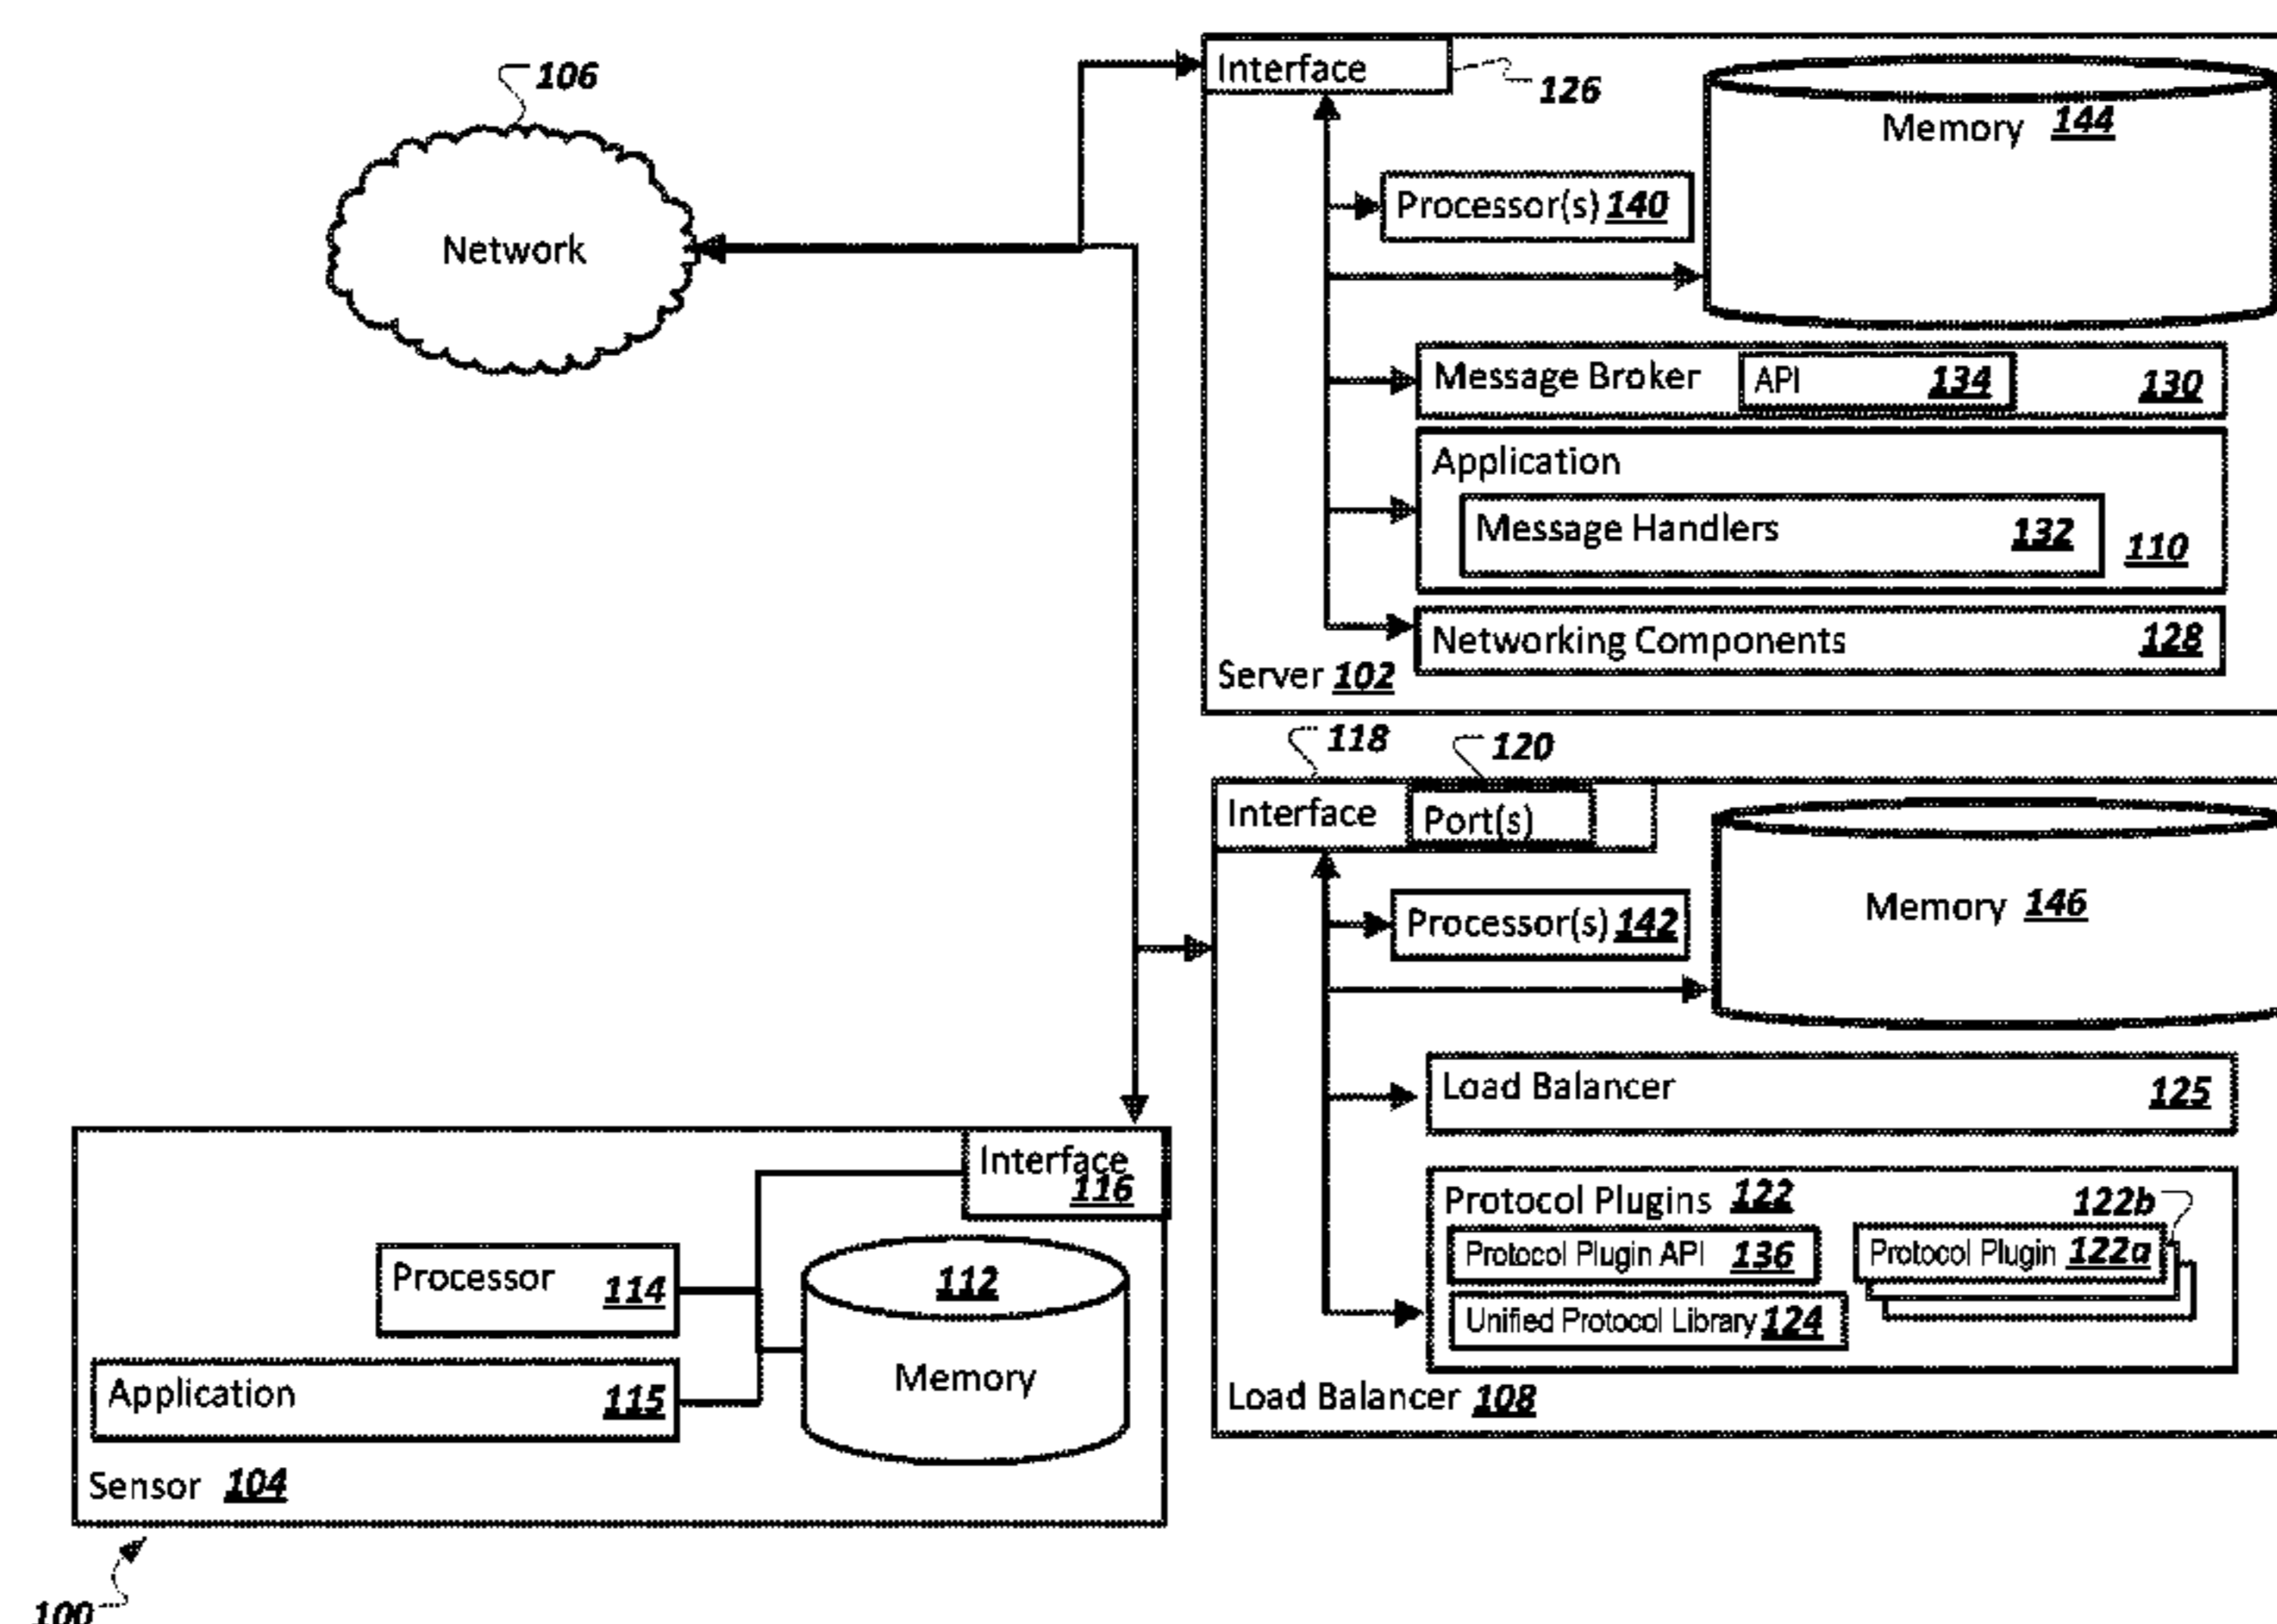 106
Network
Interface
126
Memory 144
Processor(s) 140
Message Broker API 134 130
Application
Message Handlers 132 110
Networking Components 128
Server 102
118
120
Interface Port(s)
Processor(s) 142
Memory 146
Load Balancer 125
Protocol Plugins 122
122b
Protocol Plugin API 136
Protocol Plugin 122a
Unified Protocol Library 124
Load Balancer 108
Interface
116
Processor 114
112
Memory
Application 115
Sensor 104
100